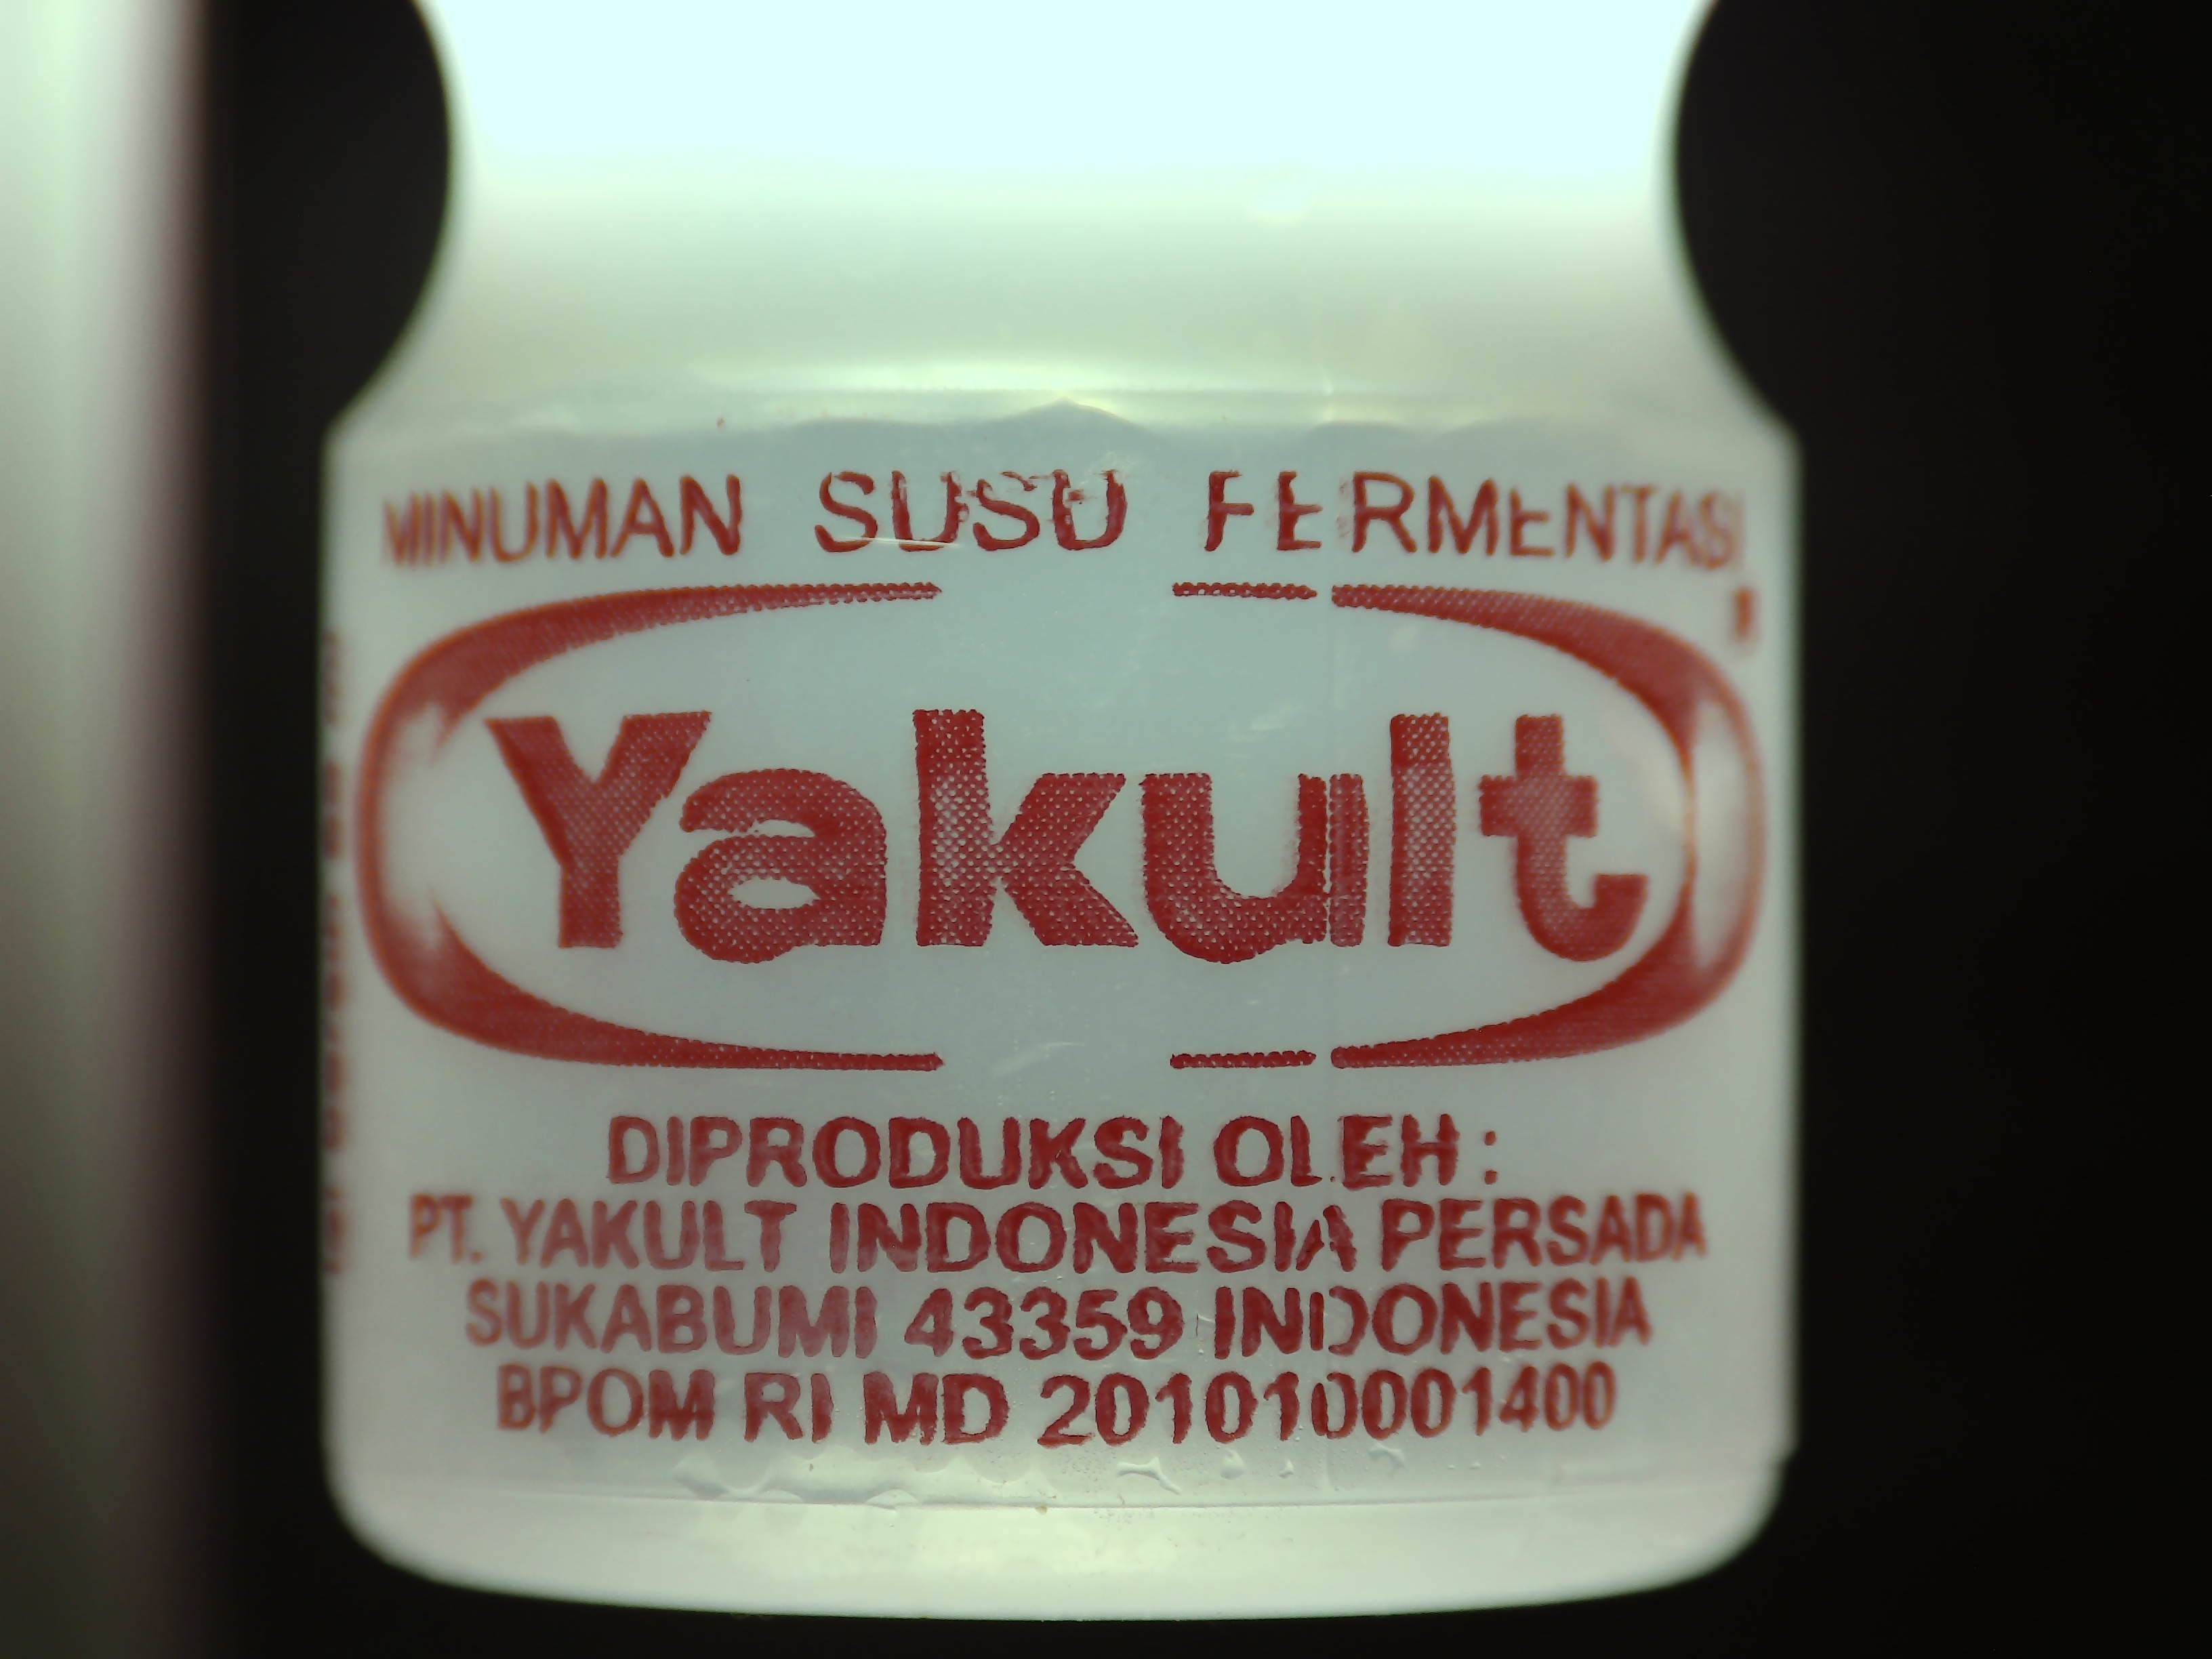 MINUMAN SUSU FERMENTASI
Yakult
DIPRODUKSI OLEH :
PT. YAKULT INDONESIA PERSADA
SUKABUMI 43359 INDONESIA
BPOM RI MD 201010001400